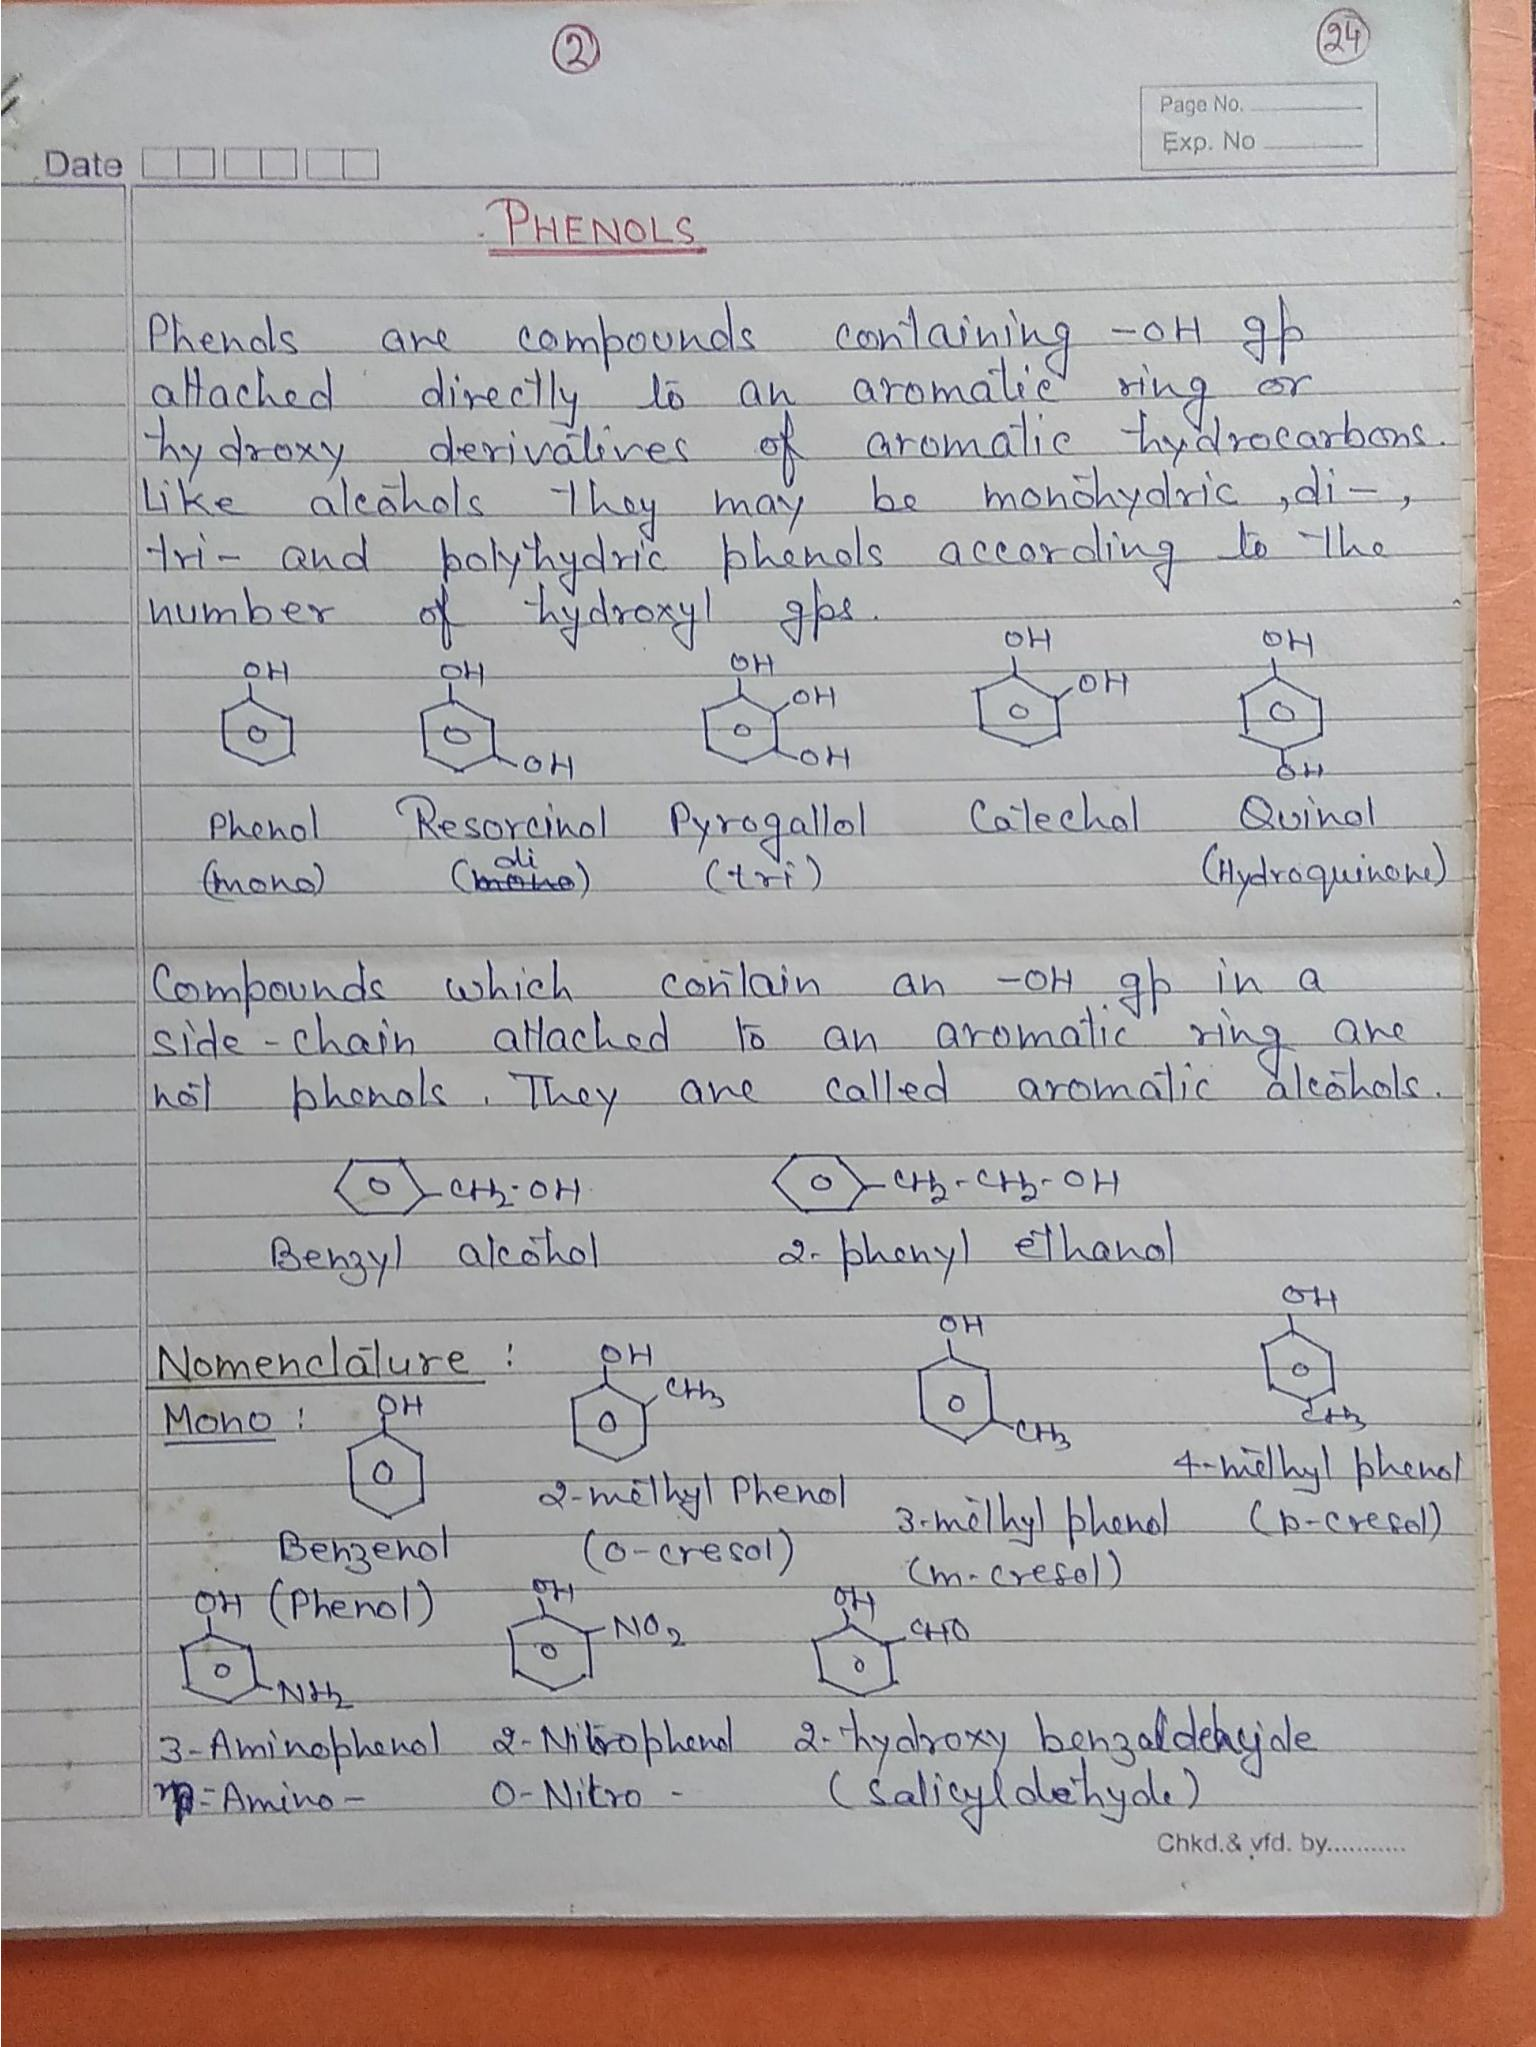 2
24
Page No.
Exp. No
Date
PHENOLS
Phenols are compounds containing -OH gp
attached directly to an aromatic ring or
hydroxy derivatives of aromatic hydrocarbons.
Like alcohols they may be monohydric, di-,
tri- and polyhydric phenols according to the
number of hydroxyl gps.
OH OH OH OH OH
OH OH OH
OH OH OH
Phenol Resorcinol Pyrogallol Catechol Quinol
(mono) (mono di) (tri) (Hydroquinone)
Compounds which contain an -OH gp in a
side-chain attached to an aromatic ring are
not phenols. They are called aromatic alcohols.
CH2-OH CH2-CH2-OH
Benzyl alcohol 2-phenyl ethanol
Nomenclature : OH OH OH
Mono : OH CH3 CH3 CH3
2-methyl Phenol 3-methyl phenol 4-methyl phenol
Benzenol (o-cresol) (m-cresol) (p-cresol)
(Phenol)
OH OH OH
NH2 NO2 CHO
3-Aminophenol 2-Nitrophenol 2-hydroxy benzaldehyde
m-Amino- O-Nitro - (Salicyldehyde)
Chkd.& vfd. by............